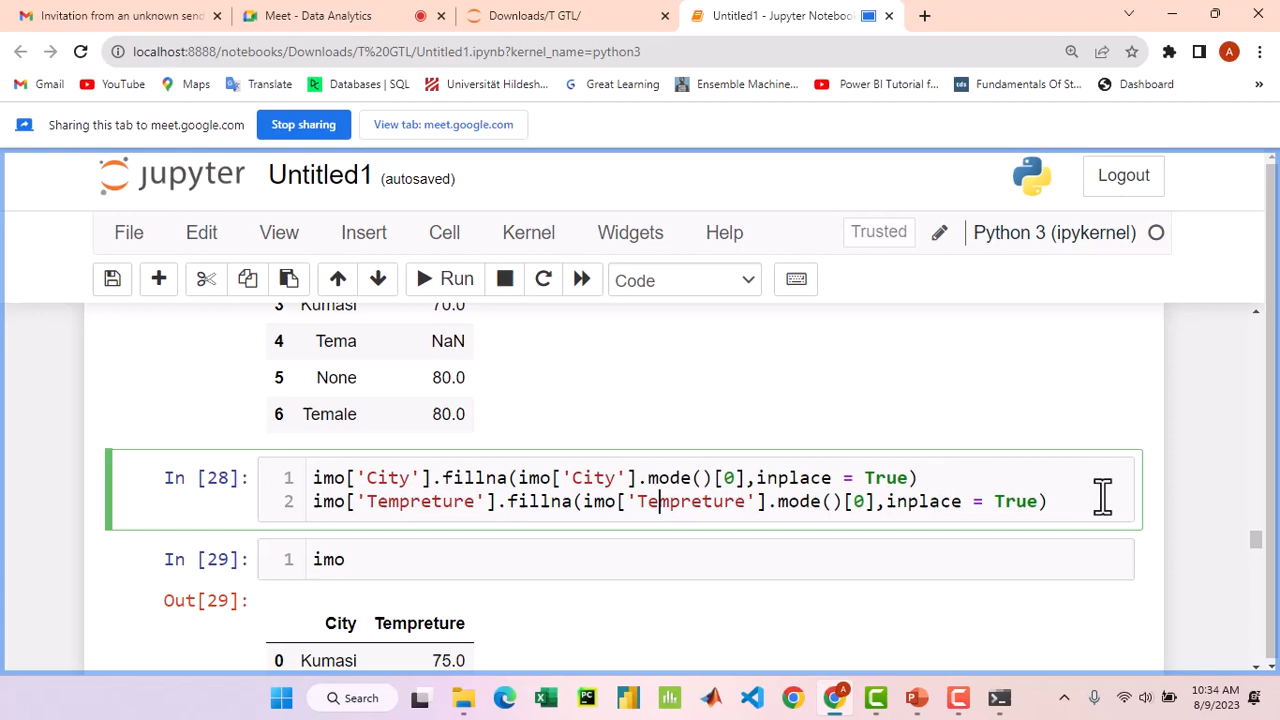 Invitation from an unknown send
Meet - Data Analytics
Downloads/T GTL/
Untitled1 - Jupyter Notebook
localhost:8888/notebooks/Downloads/T%20GTL/Untitled1.ipynb?kernel_name=python3
A
Gmail
YouTube
Maps
Translate
Databases | SQL
Universität Hildesh...
Great Learning
Ensemble Machine...
Power BI Tutorial f...
Fundamentals Of St...
Dashboard
»
Sharing this tab to meet.google.com
Stop sharing
View tab: meet.google.com
jupyter Untitled1 (autosaved)
Logout
File Edit View Insert Cell Kernel Widgets Help
Trusted
Python 3 (ipykernel)
Run
Code
3 Kumasi 70.0
4 Tema NaN
5 None 80.0
6 Temale 80.0
In [28]:
1 imo['City'].fillna(imo['City'].mode()[0],inplace = True)
2 imo['Tempreture'].fillna(imo['Tempreture'].mode()[0],inplace = True)
In [29]:
1 imo
Out[29]:
City Tempreture
0 Kumasi 75.0
Search
10:34 AM
8/9/2023